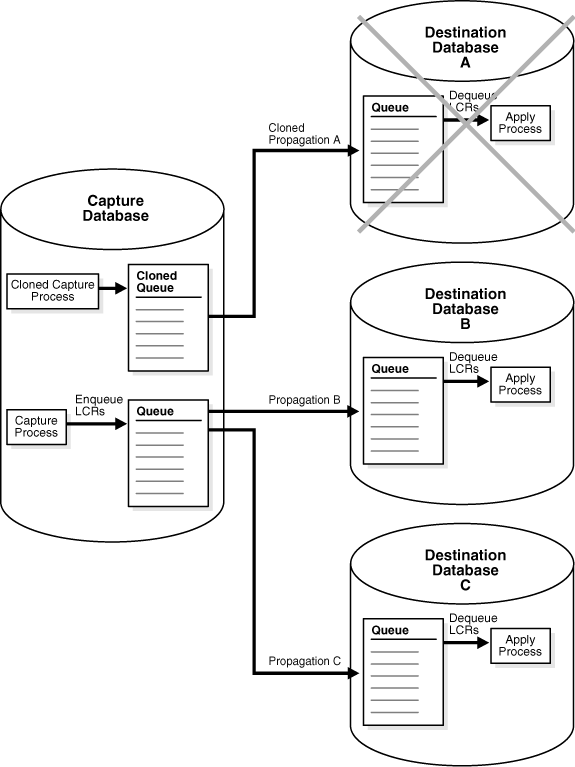 Destination
Database
A
Queue
Dequeue
LCRs
Apply
Process
Cloned
Propagation A
Capture
Database
Cloned Capture
Process
Cloned
Queue
Destination
Database
B
Queue
Dequeue
LCRs
Apply
Process
Enqueue
LCRs
Capture
Process
Queue
Propagation B
Destination
Database
C
Queue
Dequeue
LCRs
Apply
Process
Propagation C